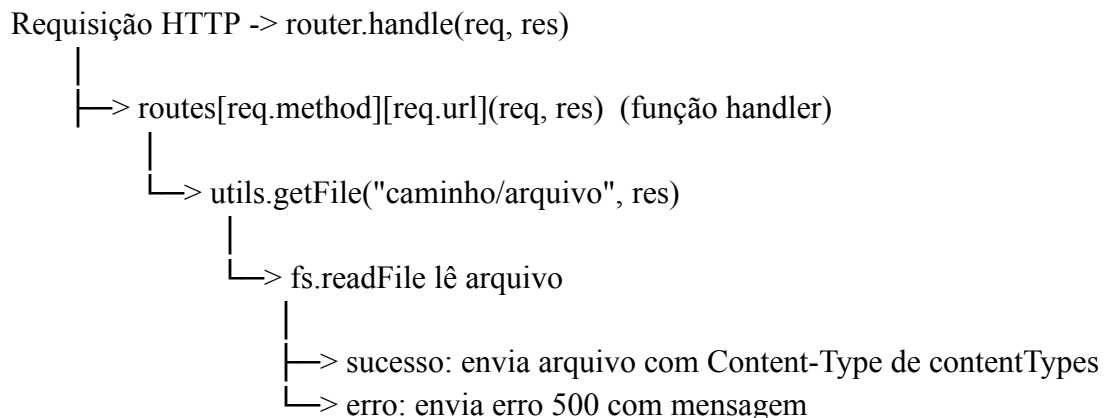 Requisição HTTP -> router.handle(req, res)
├─> routes[req.method][req.url](req, res)  (função handler)
└─> utils.getFile("caminho/arquivo", res)
└─> fs.readFile lê arquivo
├─> sucesso: envia arquivo com Content-Type de contentTypes
└─> erro: envia erro 500 com mensagem